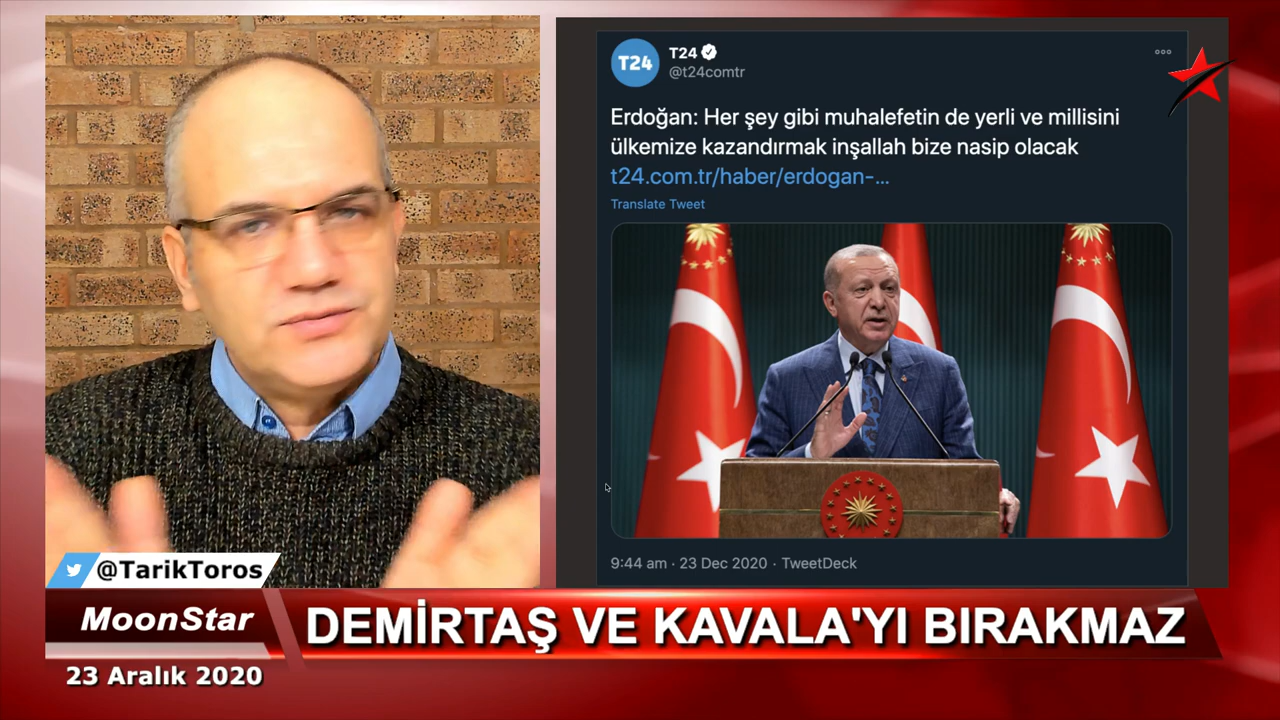 T24
T24
@t24comtr
Erdoğan: Her şey gibi muhalefetin de yerli ve millisini
ülkemize kazandırmak inşallah bize nasip olacak
t24.com.tr/haber/erdogan-...
Translate Tweet
9:44 am · 23 Dec 2020 · TweetDeck
@TarikToros
MoonStar
DEMİRTAŞ VE KAVALA'YI BIRAKMAZ
23 Aralık 2020